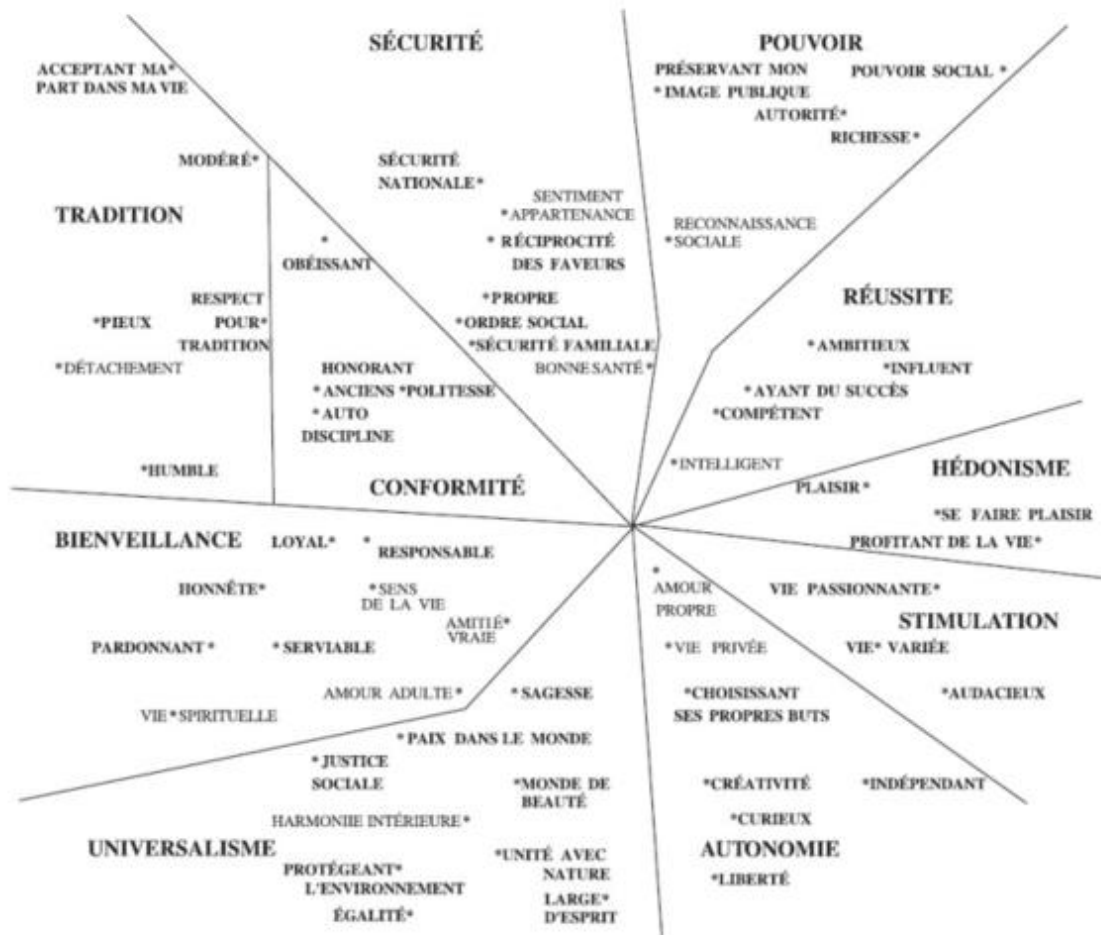 SÉCURITÉ
POUVOIR
ACCEPTANT MA*
PART DANS MA VIE
PRÉSERVANT MON
*IMAGE PUBLIQUE
POUVOIR SOCIAL *
AUTORITÉ*
RICHESSE*
MODÉRÉ*
SÉCURITÉ
NATIONALE*
SENTIMENT
*APPARTENANCE
TRADITION
RECONNAISSANCE
*SOCIALE
*
OBÉISSANT
* RÉCIPROCITÉ
DES FAVEURS
RESPECT
POUR*
TRADITION
*PIEUX
*PROPRE
*ORDRE SOCIAL
*SÉCURITÉ FAMILIALE
BONNE SANTÉ*
RÉUSSITE
*AMBITIEUX
*INFLUENT
*AYANT DU SUCCÈS
*COMPÉTENT
*DÉTACHEMENT
HONORANT
*ANCIENS *POLITESSE
*AUTO
DISCIPLINE
*HUMBLE
CONFORMITÉ
*INTELLIGENT
HÉDONISME
PLAISIR*
*SE FAIRE PLAISIR
PROFITANT DE LA VIE*
BIENVEILLANCE
LOYAL*
*
RESPONSABLE
HONNÊTE*
*SENS
DE LA VIE
AMITIÉ*
VRAIE
*
AMOUR
PROPRE
VIE PASSIONNANTE*
STIMULATION
PARDONNANT*
*SERVIABLE
*VIE PRIVÉE
VIE* VARIÉE
AMOUR ADULTE*
*SAGESSE
*CHOISISSANT
SES PROPRES BUTS
*AUDACIEUX
VIE*SPIRITUELLE
*PAIX DANS LE MONDE
*JUSTICE
SOCIALE
*MONDE DE
BEAUTÉ
*CRÉATIVITÉ
*INDÉPENDANT
HARMONIIE INTÉRIEURE*
*CURIEUX
UNIVERSALISME
*UNITÉ AVEC
NATURE
AUTONOMIE
PROTÉGEANT*
L'ENVIRONNEMENT
*LIBERTÉ
LARGE*
D'ESPRIT
ÉGALITÉ*